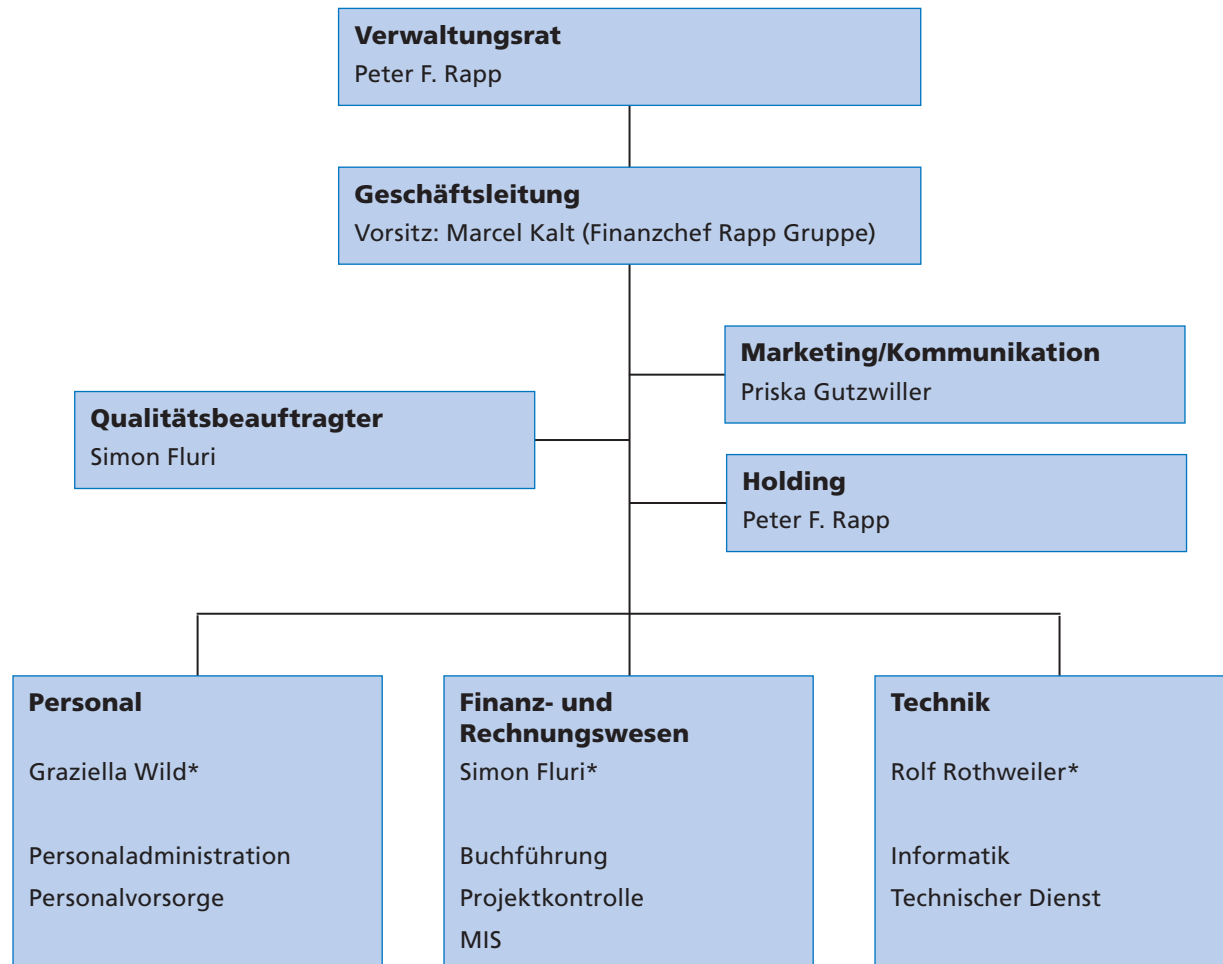 Verwaltungsrat
Peter F. Rapp
Geschäftsleitung
Vorsitz: Marcel Kalt (Finanzchef Rapp Gruppe)
Marketing/Kommunikation
Priska Gutzwiller
Qualitätsbeauftragter
Simon Fluri
Holding
Peter F. Rapp
Personal
Graziella Wild*
Personaladministration
Personalvorsorge
Finanz- und
Rechnungswesen
Simon Fluri*
Buchführung
Projektkontrolle
MIS
Technik
Rolf Rothweiler*
Informatik
Technischer Dienst